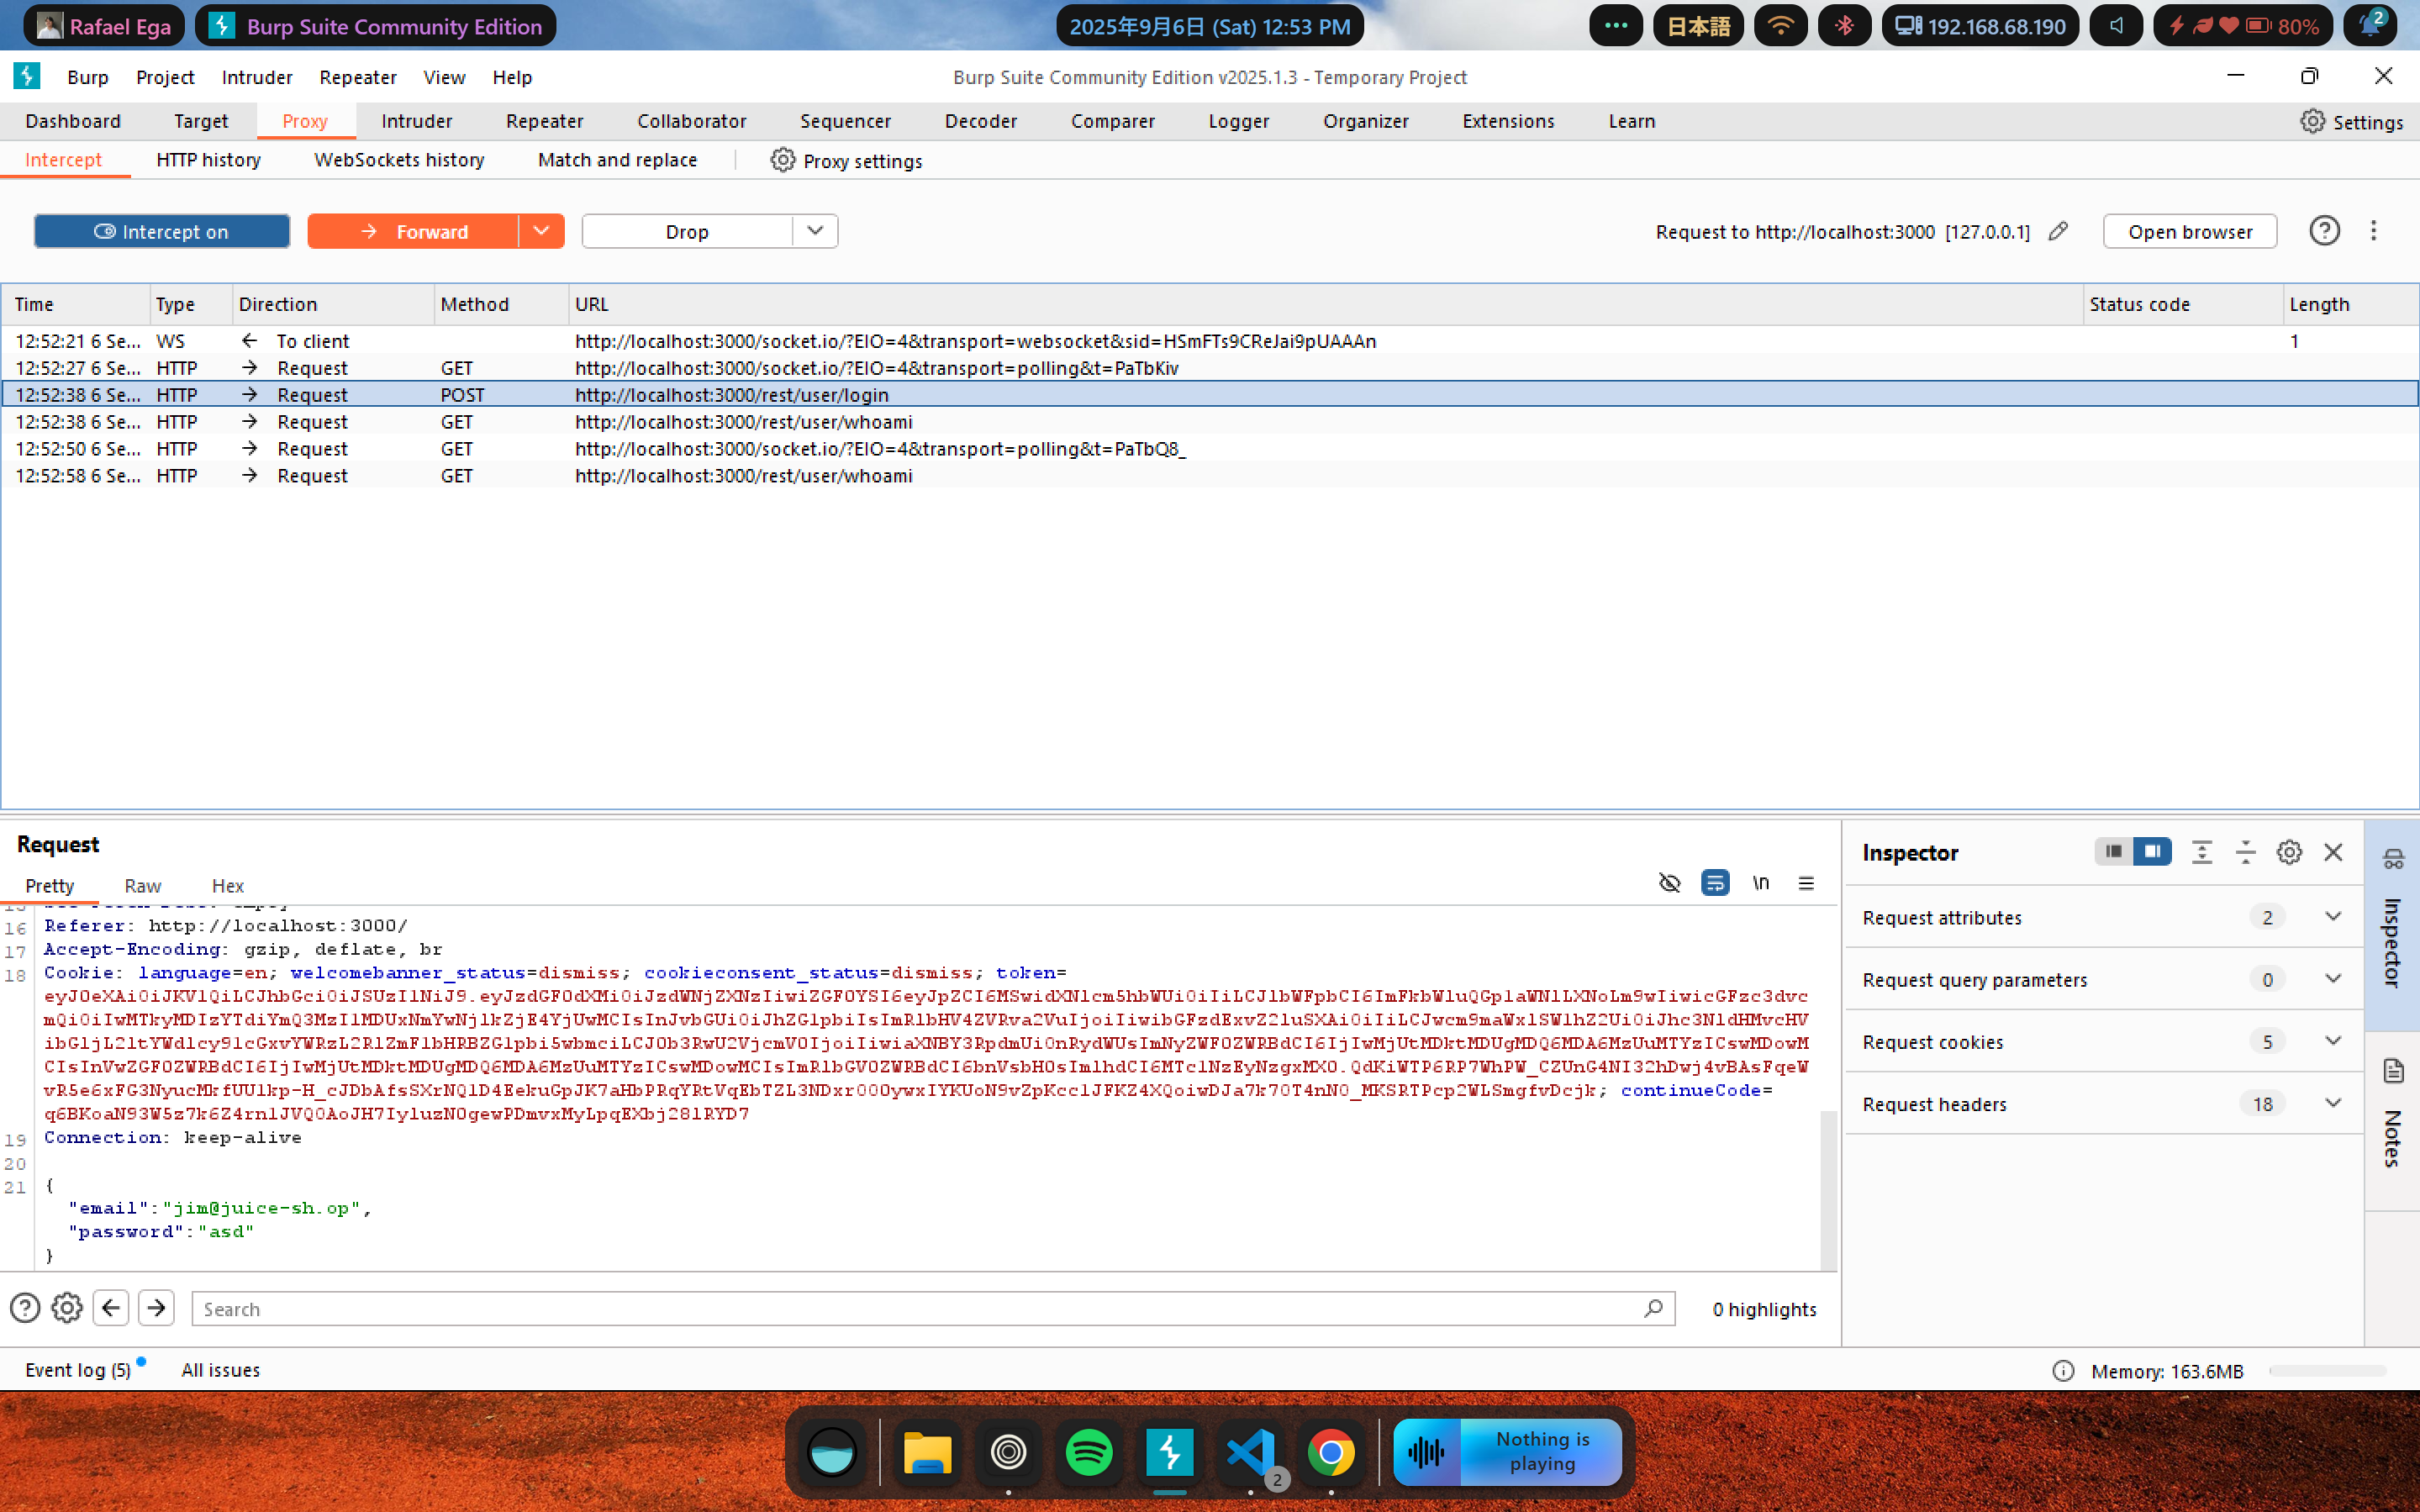 Rafael Ega
Burp Suite Community Edition
2025年9月6日 (Sat) 12:53 PM
日本語
192.168.68.190
80%
2
Burp Project Intruder Repeater View Help
Burp Suite Community Edition v2025.1.3 - Temporary Project
Dashboard Target Proxy Intruder Repeater Collaborator Sequencer Decoder Comparer Logger Organizer Extensions Learn Settings
Intercept HTTP history WebSockets history Match and replace Proxy settings
Intercept on Forward Drop Request to http://localhost:3000 [127.0.0.1] Open browser
Time Type Direction Method URL Status code Length
12:52:21 6 Se... WS To client http://localhost:3000/socket.io/?EIO=4&transport=websocket&sid=HSmFTs9CReJai9pUAAAn 1
12:52:27 6 Se... HTTP Request GET http://localhost:3000/socket.io/?EIO=4&transport=polling&t=PaTbKiv
12:52:38 6 Se... HTTP Request POST http://localhost:3000/rest/user/login
12:52:38 6 Se... HTTP Request GET http://localhost:3000/rest/user/whoami
12:52:50 6 Se... HTTP Request GET http://localhost:3000/socket.io/?EIO=4&transport=polling&t=PaTbQ8_
12:52:58 6 Se... HTTP Request GET http://localhost:3000/rest/user/whoami
Request
Pretty Raw Hex
\n
16 Referer: http://localhost:3000/
17 Accept-Encoding: gzip, deflate, br
18 Cookie: language=en; welcomebanner_status=dismiss; cookieconsent_status=dismiss; token=
continueCode=
19 Connection: keep-alive
20
21 {
"email":"jim@juice-sh.op",
"password":"asd"
}
Search
0 highlights
Inspector
Request attributes 2
Request query parameters 0
Request cookies 5
Request headers 18
Inspector
Notes
Event log (5) All issues
Memory: 163.6MB
2
Nothing is
playing